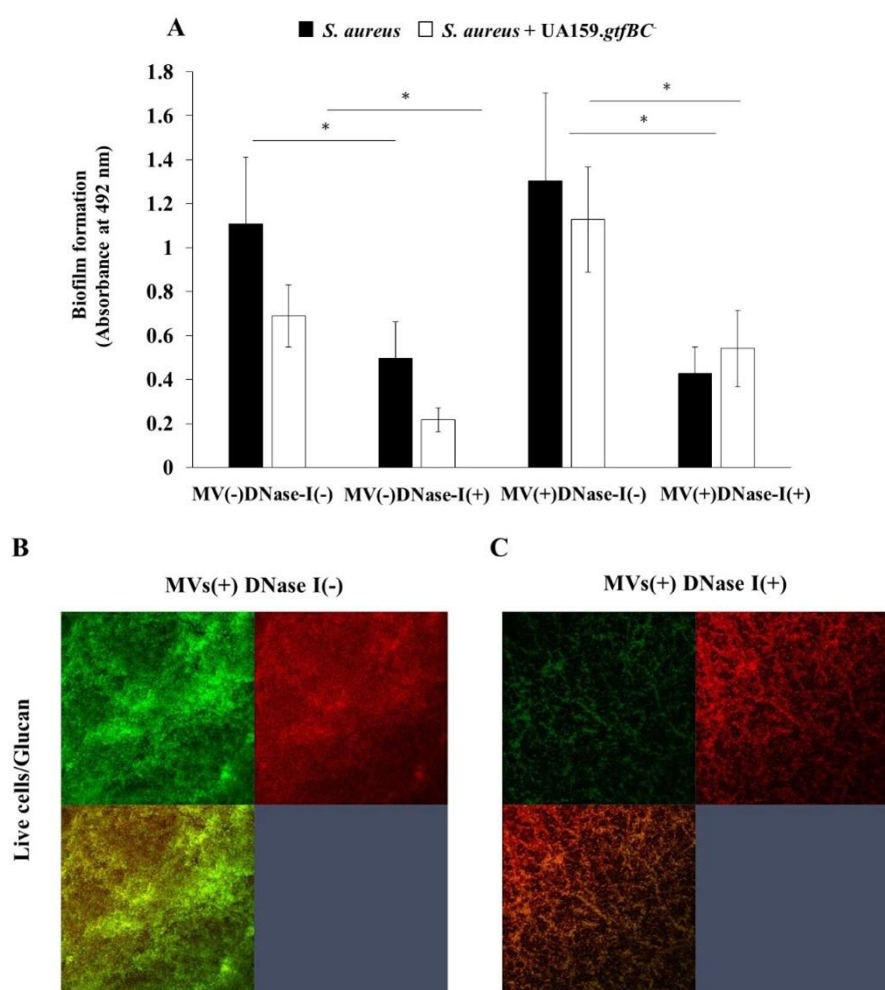 A
S. aureus
S. aureus + UA159.gtfBC-
1.8
1.6
1.4
1.2
1
0.8
0.6
0.4
0.2
0
*
*
*
*
Biofilm formation
(Absorbance at 492 nm)
MV(-)DNase-I(-)
MV(-)DNase-I(+)
MV(+)DNase-I(-)
MV(+)DNase-I(+)
B
MVs(+) DNase I(-)
C
MVs(+) DNase I(+)
Live cells/Glucan